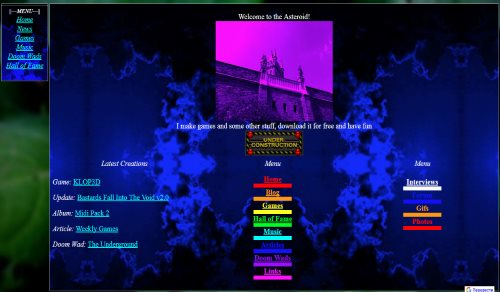 ||---MENU---||
Home
News
Games
Music
Doom Wads
Hall of Fame
Welcome to the Asteroid!
I make games and some other stuff, download it for free and have fun
UNDER
CONSTRUCTION
Latest Creations
Game: KLOP3D
Update: Bastards Fall Into The Void v2.0
Album: Midi Pack 2
Article: Weekly Games
Doom Wad: The Underground
Menu
Home
Blog
Games
Hall of Fame
Music
Articles
Doom Wads
Links
Menu
Interviews
Gifs
Photos